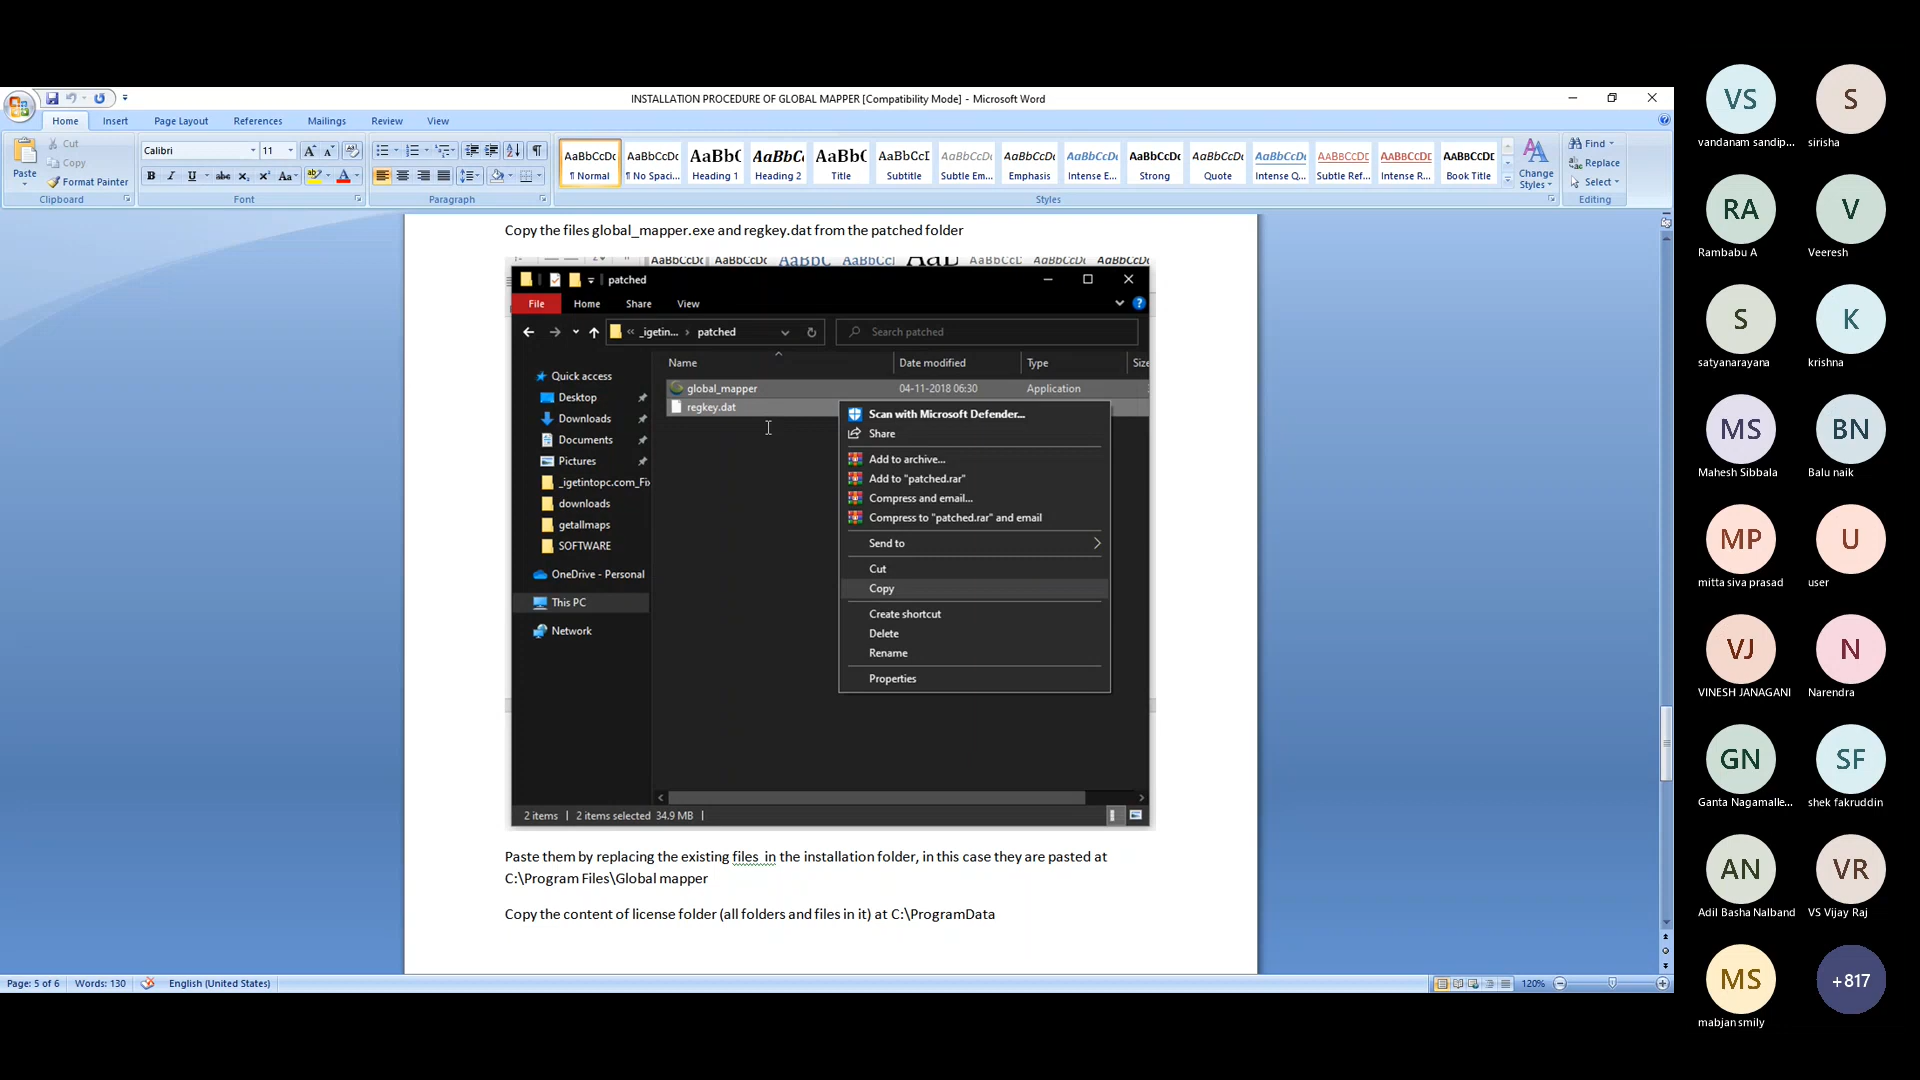 INSTALLATION PROCEDURE OF GLOBAL MAPPER [Compatibility Mode] - Microsoft Word
Home Insert Page Layout References Mailings Review View
Paste
Cut
Copy
Format Painter
Clipboard
Calibri 11
Font
Paragraph
AaBbCcDc AaBbCcDc AaBb( AaBbC AaBb( AaBbCcI AaBbCcDc AaBbCcDc AaBbCcDc AaBbCcDc AaBbCcDc AaBbCcDc AaBbCcDc AaBbCcDc AaBbCcDc
¶ Normal ¶ No Spaci... Heading 1 Heading 2 Title Subtitle Subtle Em... Emphasis Intense E... Strong Quote Intense Q... Subtle Ref... Intense R... Book Title
Change Styles
Styles
Find
Replace
Select
Editing
Copy the files global_mapper.exe and regkey.dat from the patched folder
patched
File Home Share View
« _igetin... > patched
Search patched
Name Date modified Type Size
global_mapper 04-11-2018 06:30 Application
regkey.dat
Quick access
Desktop
Downloads
Documents
Pictures
_igetintopc.com_Fi
downloads
getallmaps
SOFTWARE
OneDrive - Personal
This PC
Network
Scan with Microsoft Defender...
Share
Add to archive...
Add to "patched.rar"
Compress and email...
Compress to "patched.rar" and email
Send to
Cut
Copy
Create shortcut
Delete
Rename
Properties
2 items 2 items selected 34.9 MB
Paste them by replacing the existing files in the installation folder, in this case they are pasted at
C:\Program Files\Global mapper
Copy the content of license folder (all folders and files in it) at C:\ProgramData
Page: 5 of 6 Words: 130 English (United States) 120%
VS S
vandanam sandip... sirisha
RA V
Rambabu A Veeresh
S K
satyanarayana krishna
MS BN
Mahesh Sibbala Balu naik
MP U
mitta siva prasad user
VJ N
VINESH JANAGANI Narendra
GN SF
Ganta Nagamalle... shek fakruddin
AN VR
Adil Basha Nalband VS Vijay Raj
MS +817
mabjan smily